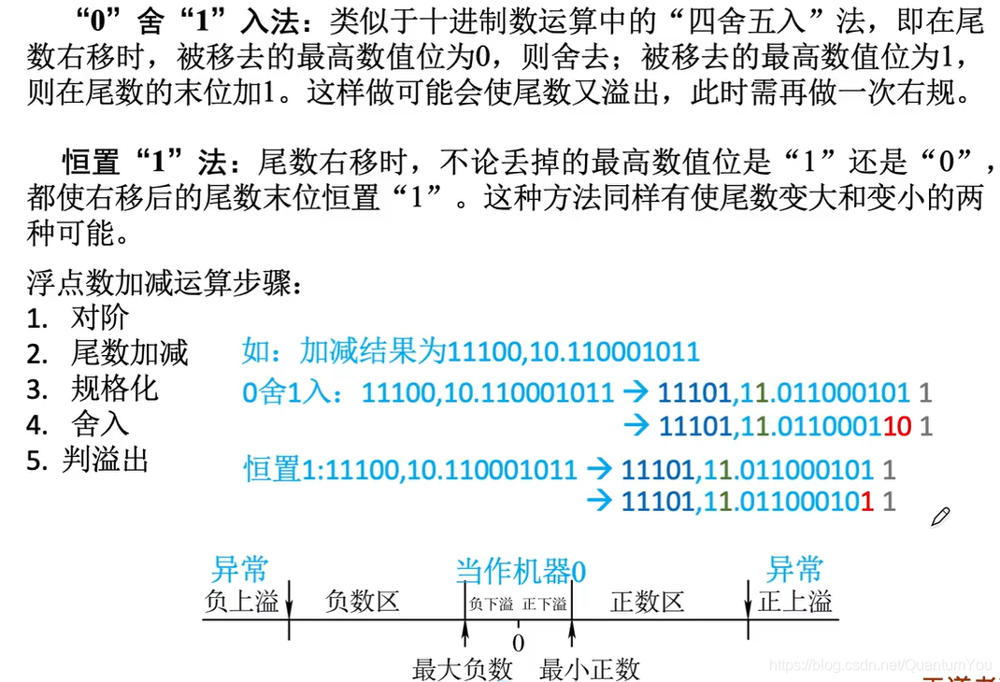 “0”舍“1”入法：类似于十进制数运算中的“四舍五入”法，即在尾
数右移时，被移去的最高数值位为0，则舍去；被移去的最高数值位为1，
则在尾数的末位加1。这样做可能会使尾数又溢出，此时需再做一次右规。
恒置“1”法：尾数右移时，不论丢掉的最高数值位是“1”还是“0”，
都使右移后的尾数末位恒置“1”。这种方法同样有使尾数变大和变小的两
种可能。
浮点数加减运算步骤：
1. 对阶
2. 尾数加减
3. 规格化
4. 舍入
5. 判溢出
如：加减结果为11100,10.110001011
0舍1入：11100,10.110001011 → 11101,11.011000101 1
→ 11101,11.011000110 1
恒置1:11100,10.110001011 → 11101,11.011000101 1
→ 11101,11.011000101 1
异常 当作机器0 异常
负上溢 负数区 负下溢 正下溢 正数区 正上溢
0
最大负数 最小正数
https://blog.csdn.net/QuantumYou